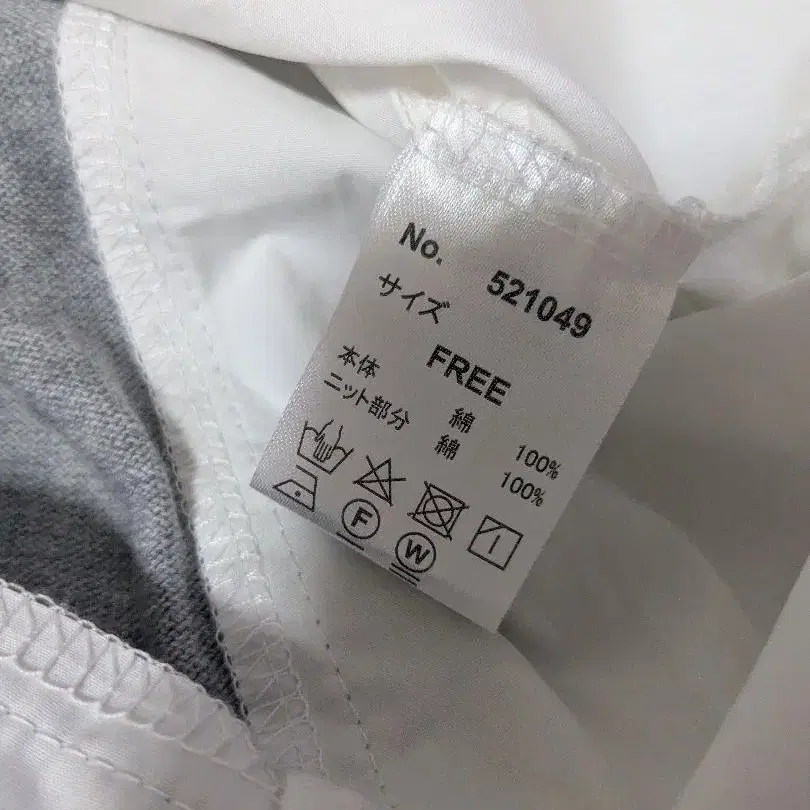 No. 521049
サイズ FREE
本体 綿 100%
ニット部分 綿 100%
F
W